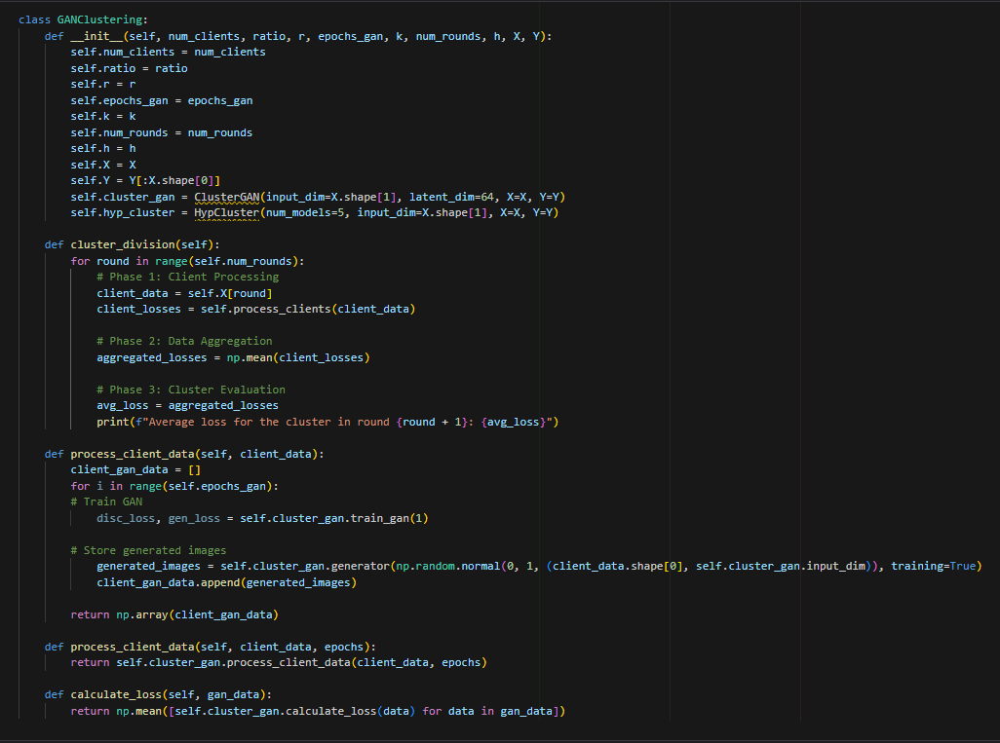 class GANClustering:
    def __init__(self, num_clients, ratio, r, epochs_gan, k, num_rounds, h, X, Y):
        self.num_clients = num_clients
        self.ratio = ratio
        self.r = r
        self.epochs_gan = epochs_gan
        self.k = k
        self.num_rounds = num_rounds
        self.h = h
        self.X = X
        self.Y = Y[:X.shape[0]]
        self.cluster_gan = ClusterGAN(input_dim=X.shape[1], latent_dim=64, X=X, Y=Y)
        self.hyp_cluster = HypCluster(num_models=5, input_dim=X.shape[1], X=X, Y=Y)

    def cluster_division(self):
        for round in range(self.num_rounds):
            # Phase 1: Client Processing
            client_data = self.X[round]
            client_losses = self.process_clients(client_data)

            # Phase 2: Data Aggregation
            aggregated_losses = np.mean(client_losses)

            # Phase 3: Cluster Evaluation
            avg_loss = aggregated_losses
            print(f"Average loss for the cluster in round {round + 1}: {avg_loss}")

    def process_client_data(self, client_data):
        client_gan_data = []
        for i in range(self.epochs_gan):
        # Train GAN
            disc_loss, gen_loss = self.cluster_gan.train_gan(1)

        # Store generated images
            generated_images = self.cluster_gan.generator(np.random.normal(0, 1, (client_data.shape[0], self.cluster_gan.input_dim)), training=True)
            client_gan_data.append(generated_images)

        return np.array(client_gan_data)

    def process_client_data(self, client_data, epochs):
        return self.cluster_gan.process_client_data(client_data, epochs)

    def calculate_loss(self, gan_data):
        return np.mean([self.cluster_gan.calculate_loss(data) for data in gan_data])